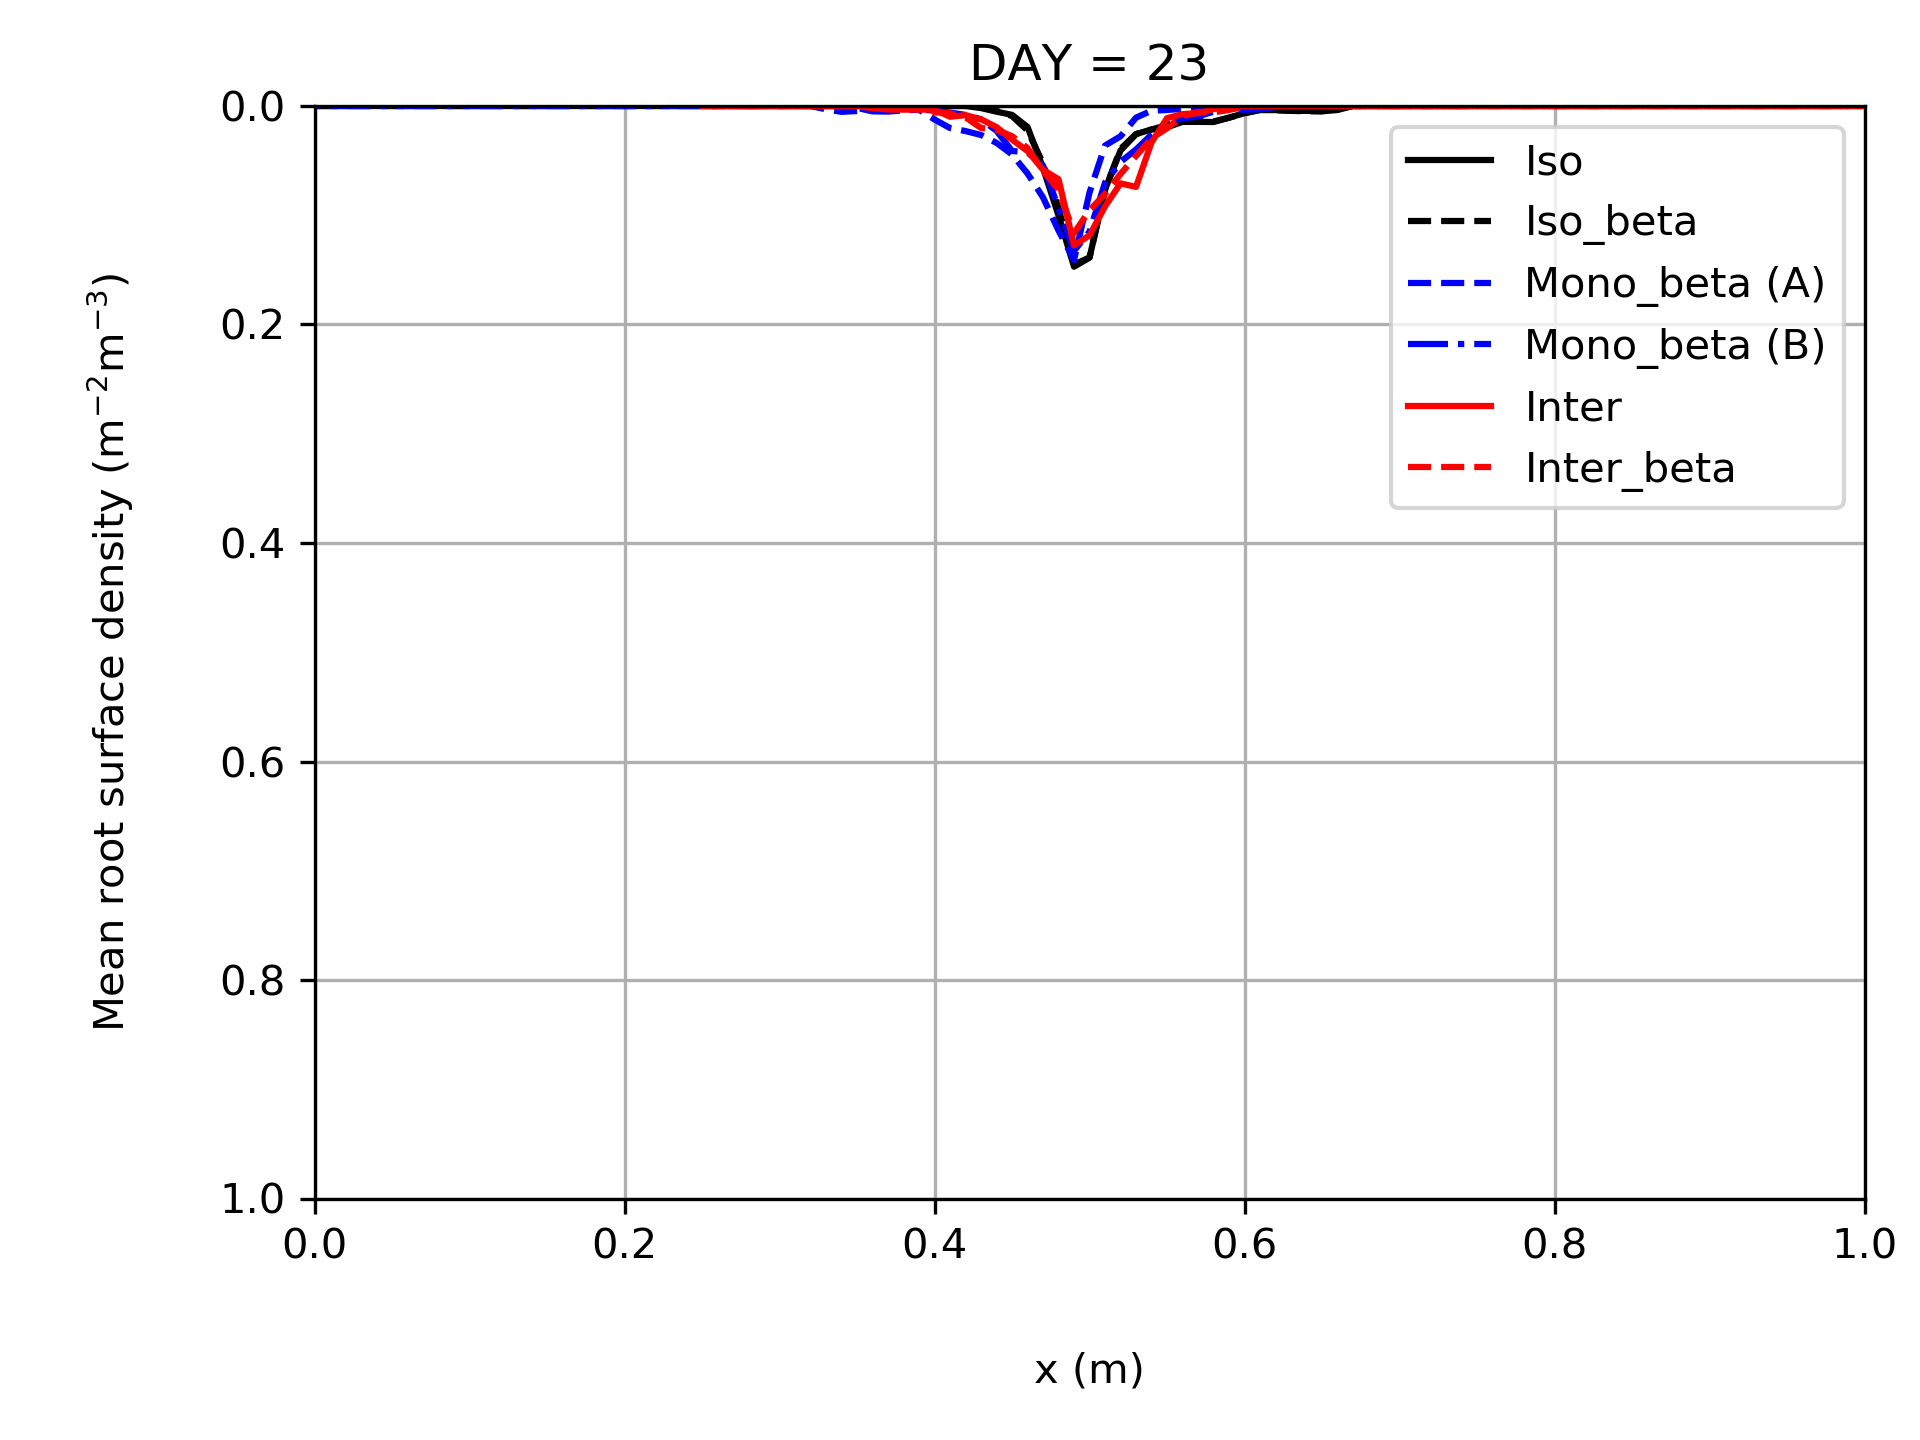 DAY = 23
0.0
0.2
0.4
0.6
0.8
1.0
Mean root surface density (m⁻²m⁻³)
Iso
Iso_beta
Mono_beta (A)
Mono_beta (B)
Inter
Inter_beta
0.0 0.2 0.4 0.6 0.8 1.0
x (m)